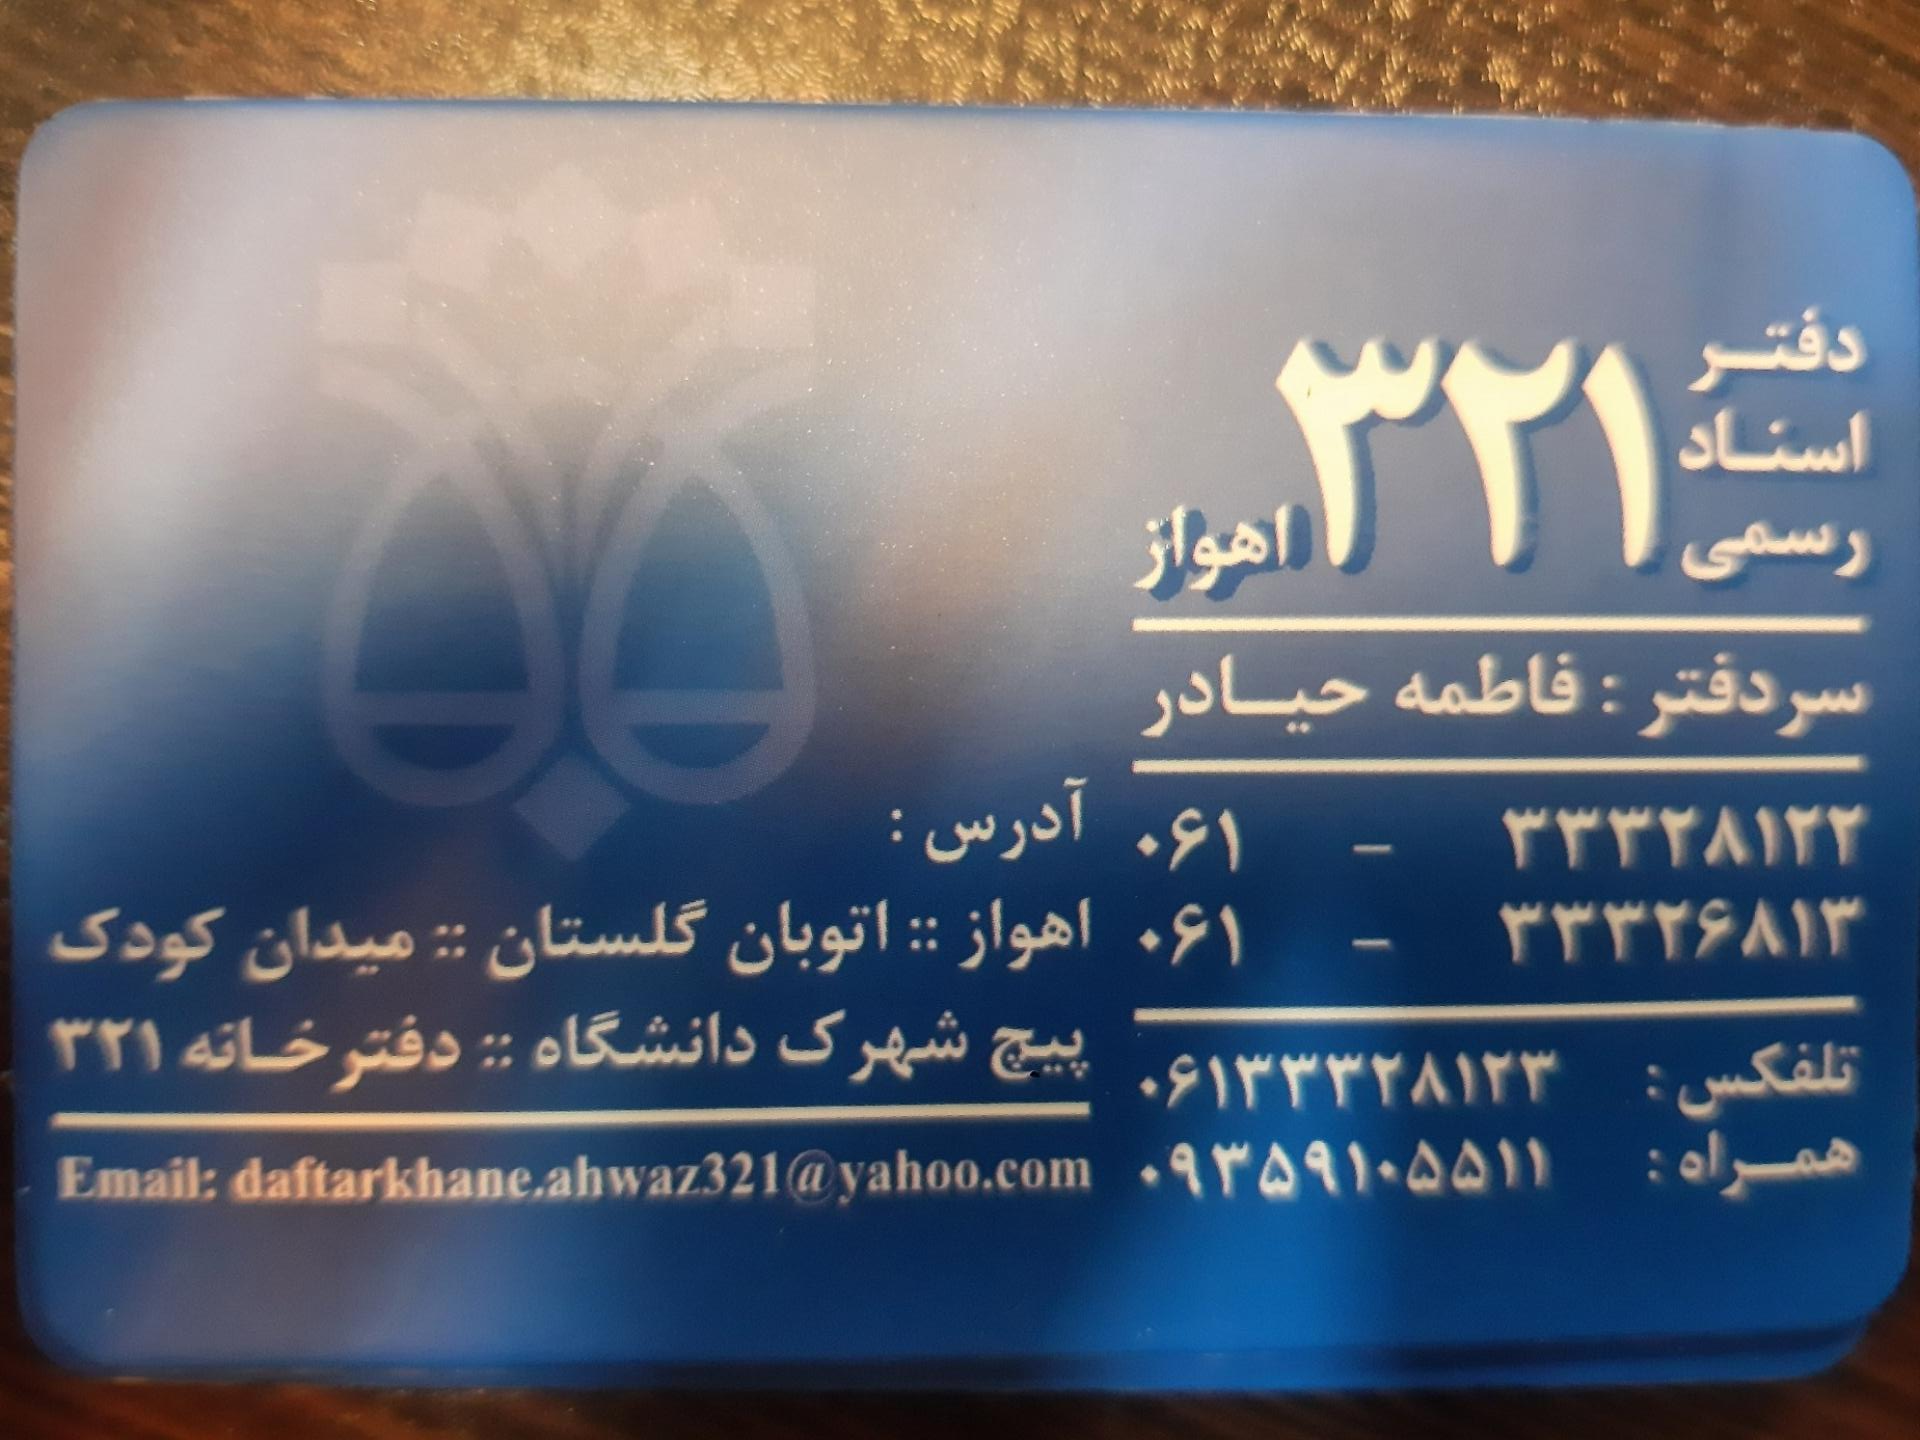 دفتر
اسناد
رسمی
۳۲۱
اهواز
سردفتر : فاطمه حیادر
۰۶۱ - ۳۳۳۲۸۱۲۲
۰۶۱ - ۳۳۳۲۶۸۱۳
تلفکس : ۰۶۱۳۳۳۲۸۱۲۳
همراه : ۰۹۳۵۹۱۰۵۵۱۱
آدرس :
اهواز :: اتوبان گلستان :: میدان کودک
پیچ شهرک دانشگاه :: دفترخانه ۳۲۱
Email: daftarkhane.ahwaz321@yahoo.com